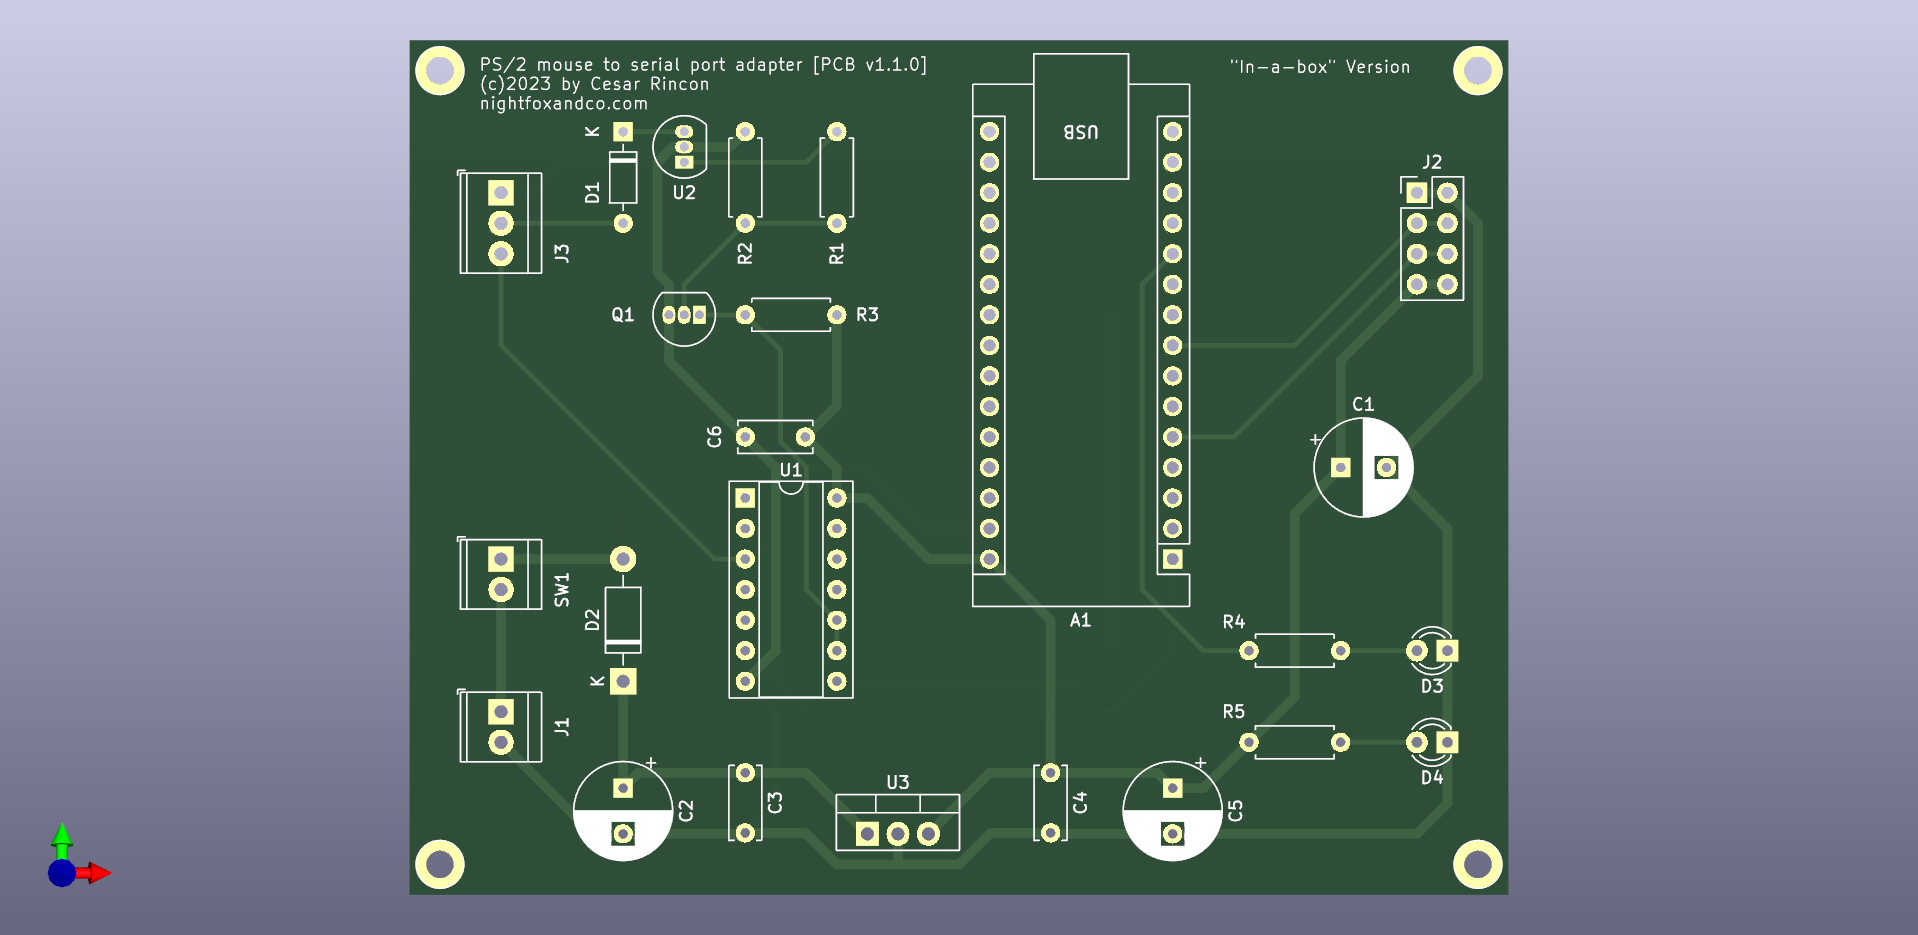 PS/2 mouse to serial port adapter [PCB v1.1.0]
(c)2023 by Cesar Rincon
nightfoxandco.com
"In-a-box" Version
USB
K
D1
U2
J3
R2
R1
J2
Q1
R3
C1
+
C6
U1
SW1
D2
A1
R4
K
D3
J1
R5
+
C2
C3
U3
C4
+
C5
D4